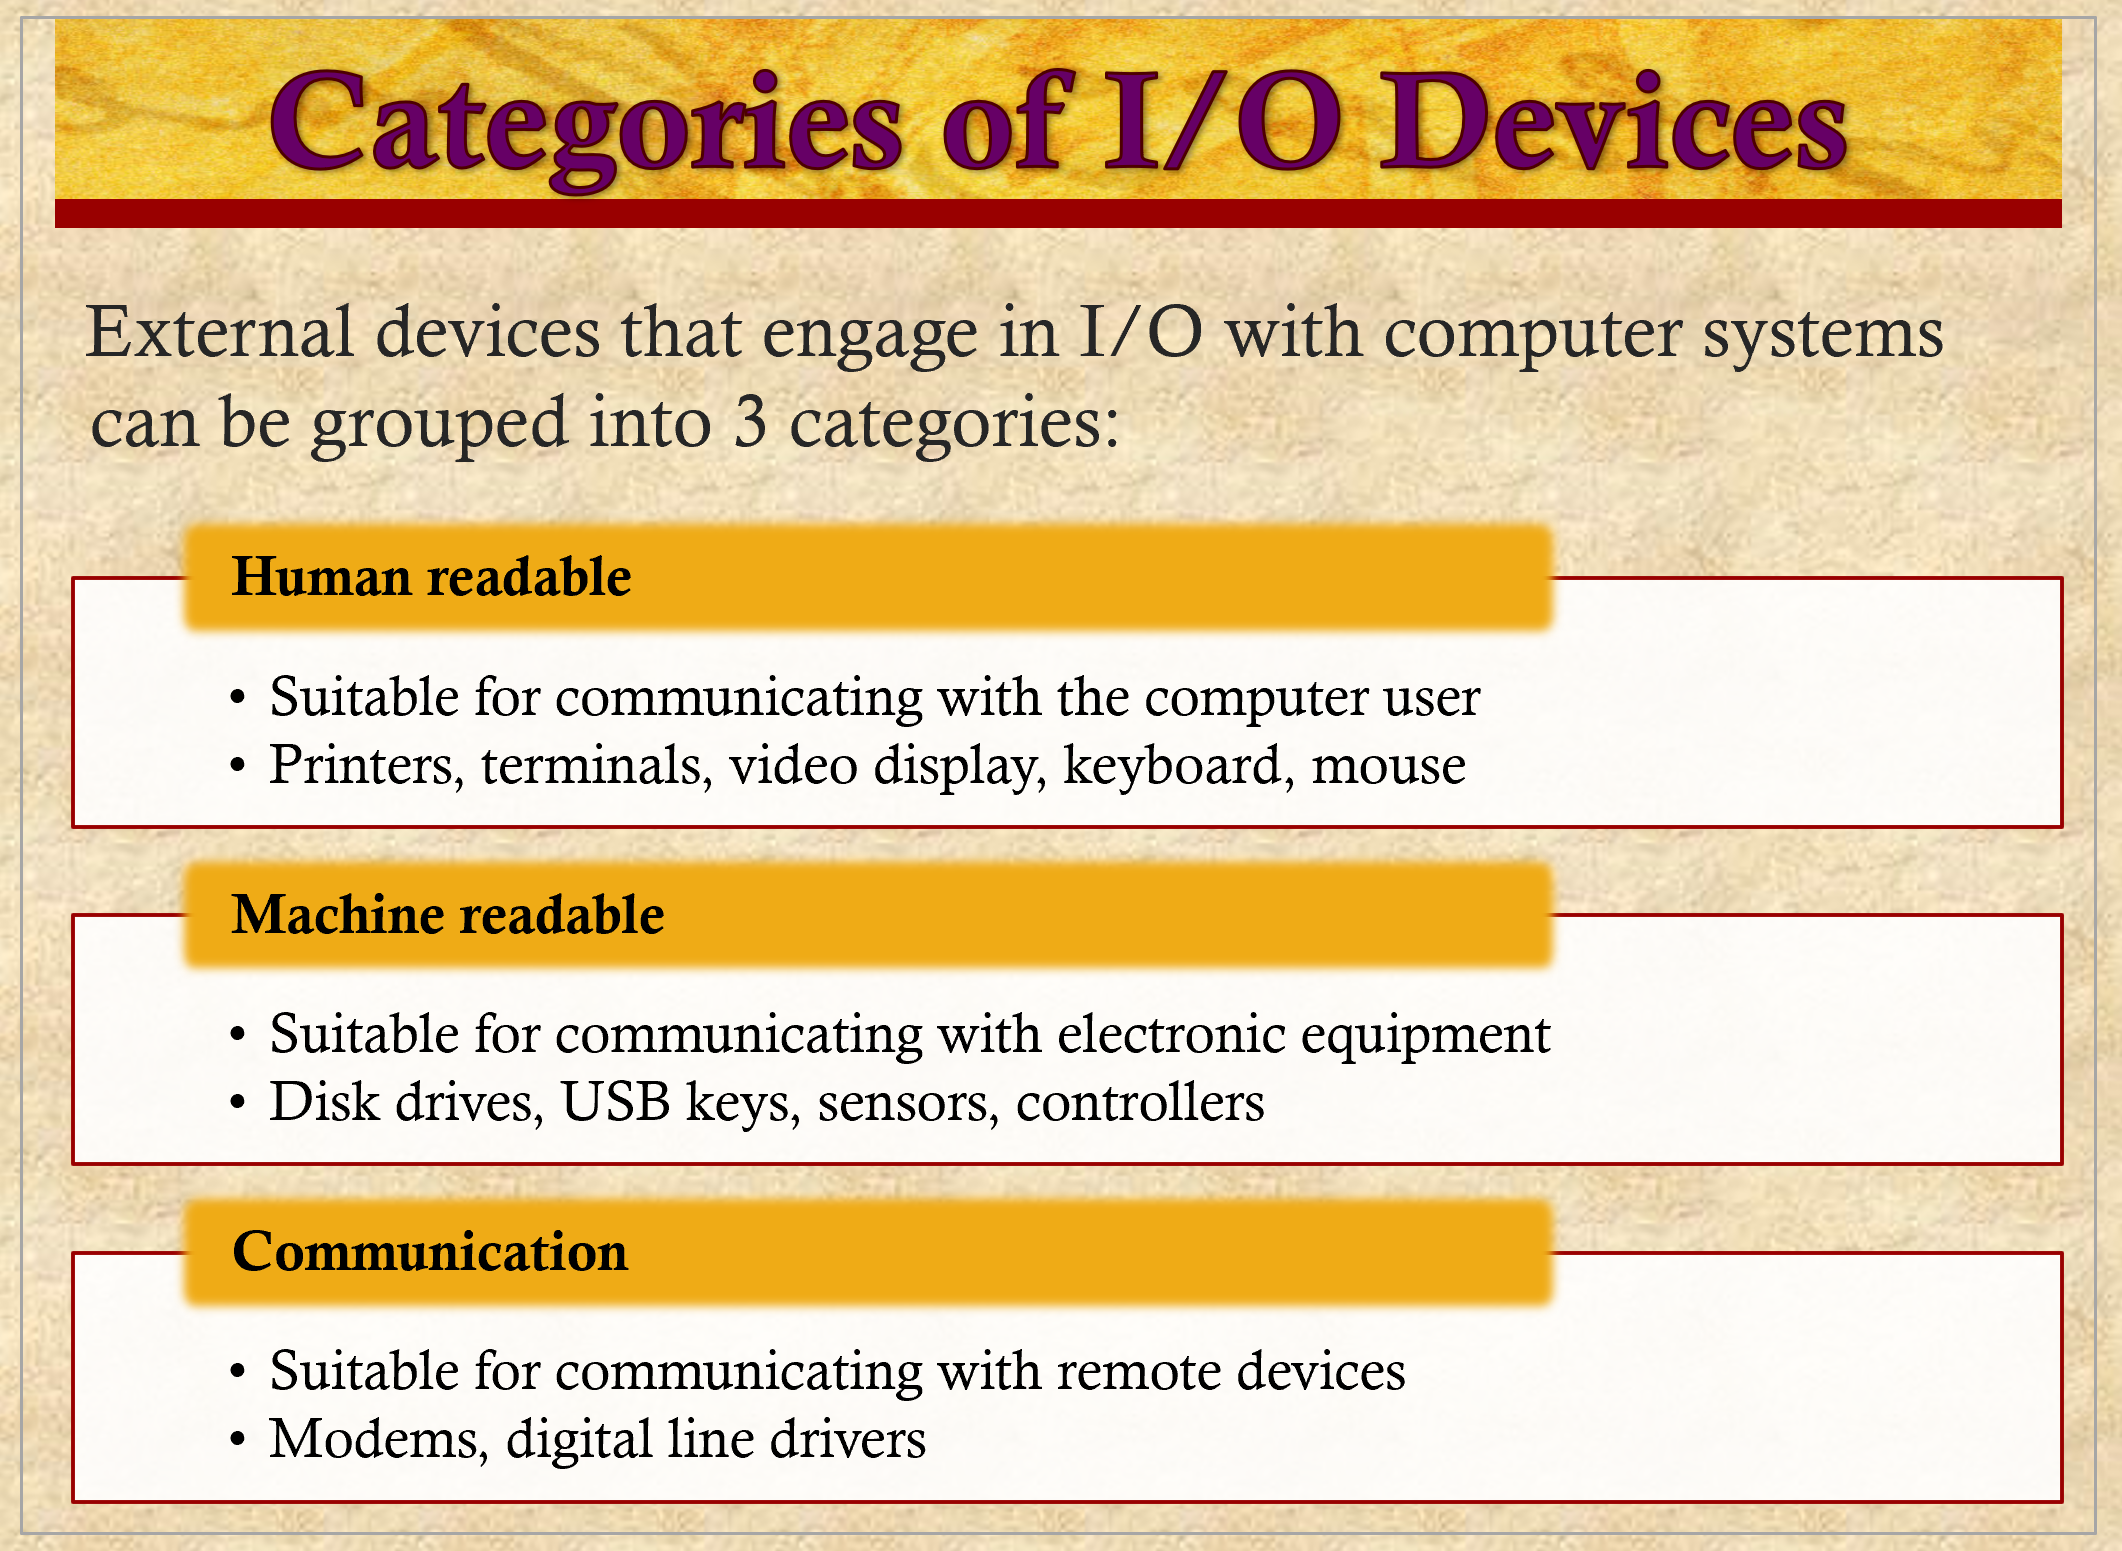 Categories of I/O Devices
External devices that engage in I/O with computer systems
can be grouped into 3 categories:
Human readable
• Suitable for communicating with the computer user
• Printers, terminals, video display, keyboard, mouse
Machine readable
• Suitable for communicating with electronic equipment
• Disk drives, USB keys, sensors, controllers
Communication
• Suitable for communicating with remote devices
• Modems, digital line drivers